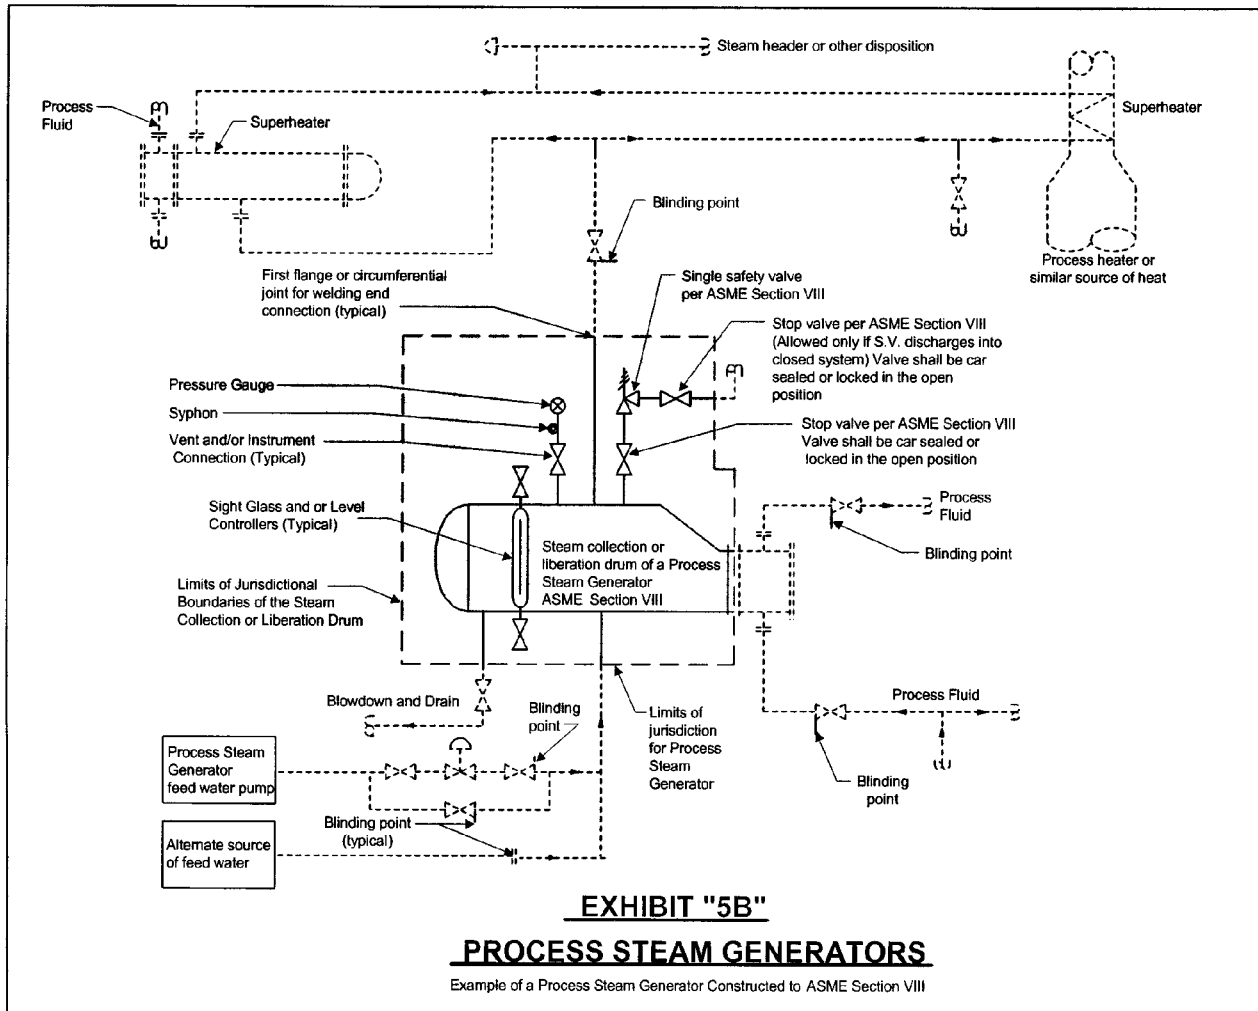 Steam header or other disposition
Process
Fluid
Superheater
Superheater
Blinding point
Process heater or
similar source of heat
First flange or circumferential
joint for welding end
connection (typical)
Single safety valve
per ASME Section VIII
Stop valve per ASME Section VIII
(Allowed only if S.V. discharges into
closed system) Valve shall be car
sealed or locked in the open
position
Pressure Gauge
Syphon
Vent and/or Instrument
Connection (Typical)
Stop valve per ASME Section VIII
Valve shall be car sealed or
locked in the open position
Sight Glass and or Level
Controllers (Typical)
Process
Fluid
Blinding point
Steam collection or
liberation drum of a Process
Steam Generator
ASME Section VIII
Limits of Jurisdictional
Boundaries of the Steam
Collection or Liberation Drum
Blowdown and Drain
Blinding
point
Limits of
jurisdiction
for Process
Steam
Generator
Process Fluid
Blinding
point
Process Steam
Generator
feed water pump
Blinding point
(typical)
Alternate source
of feed water
EXHIBIT "5B"
PROCESS STEAM GENERATORS
Example of a Process Steam Generator Constructed to ASME Section VIII